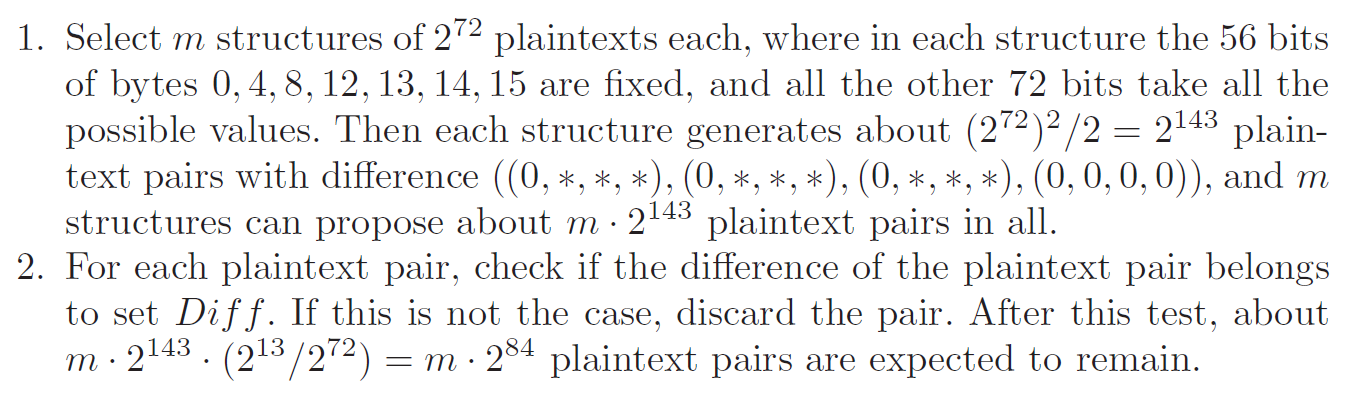 1. Select m structures of 2^72 plaintexts each, where in each structure the 56 bits
of bytes 0, 4, 8, 12, 13, 14, 15 are fixed, and all the other 72 bits take all the
possible values. Then each structure generates about (2^72)^2/2 = 2^143 plain-
text pairs with difference ((0, *, *, *), (0, *, *, *), (0, *, *, *), (0, 0, 0, 0)), and m
structures can propose about m · 2^143 plaintext pairs in all.
2. For each plaintext pair, check if the difference of the plaintext pair belongs
to set Diff. If this is not the case, discard the pair. After this test, about
m · 2^143 · (2^13/2^72) = m · 2^84 plaintext pairs are expected to remain.